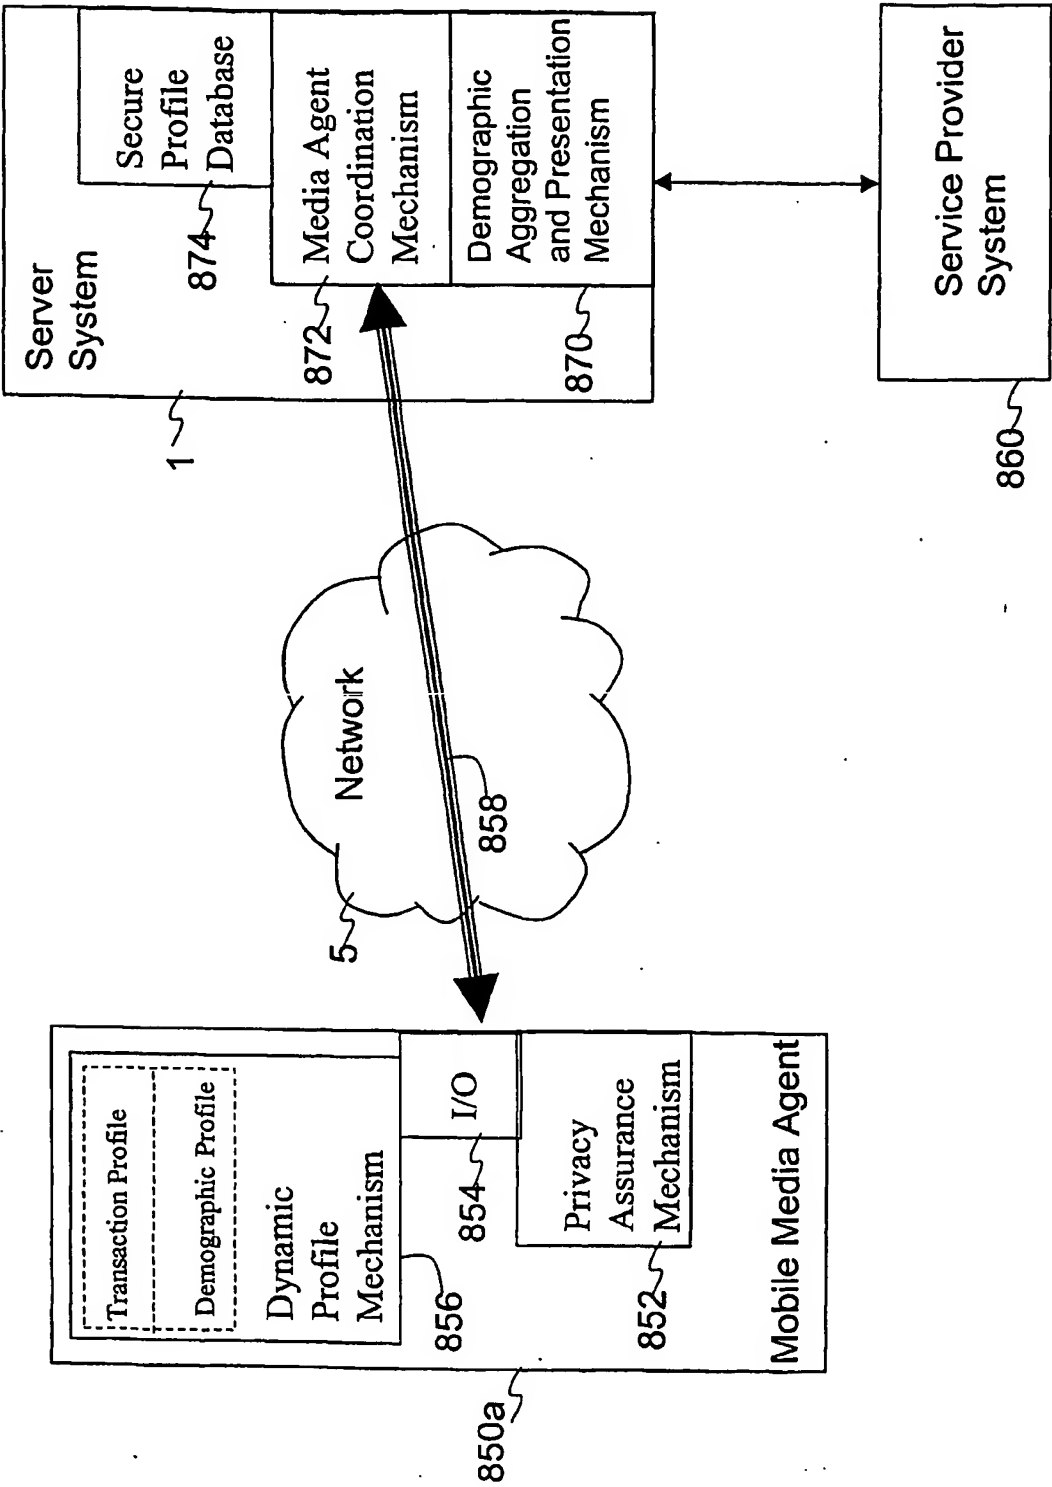 Transaction Profile
Demographic Profile
Dynamic
Profile
Mechanism
856
I/O
854
Privacy
Assurance
Mechanism
852
Mobile Media Agent
850a
Network
5
858
Server
System
1
Secure
Profile
Database
874
Media Agent
Coordination
Mechanism
872
Demographic
Aggregation
and Presentation
Mechanism
870
Service Provider
System
860